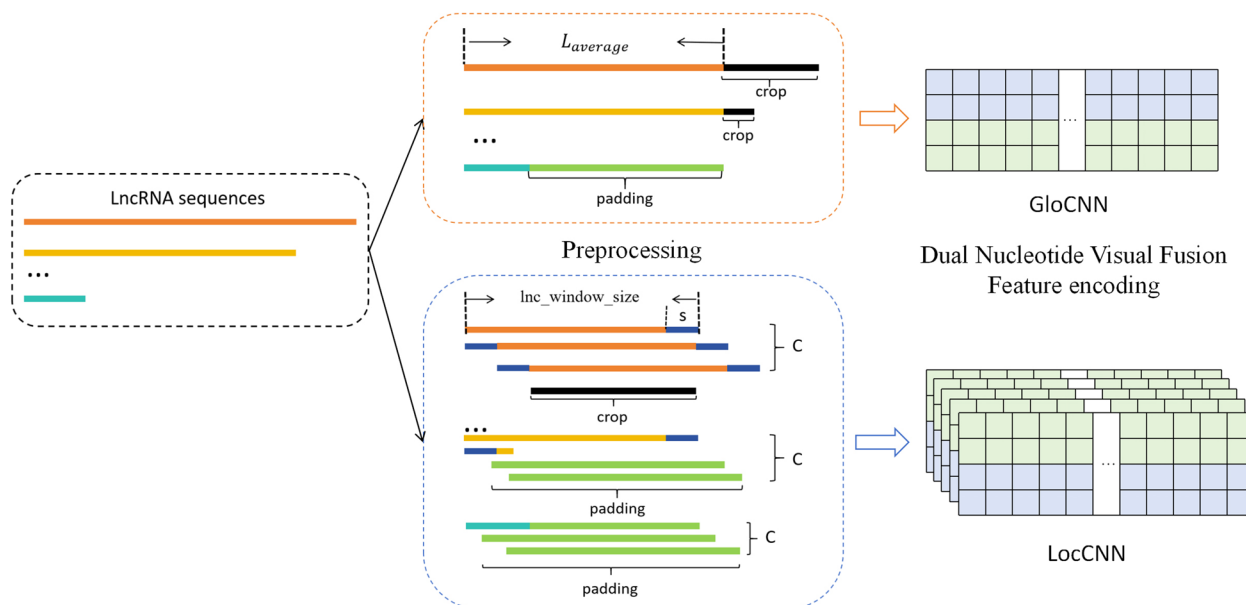 LncRNA sequences
...
L_average
crop
crop
...
padding
Preprocessing
lnc_window_size
s
C
crop
...
C
padding
C
padding
...
GloCNN
Dual Nucleotide Visual Fusion
Feature encoding
...
LocCNN